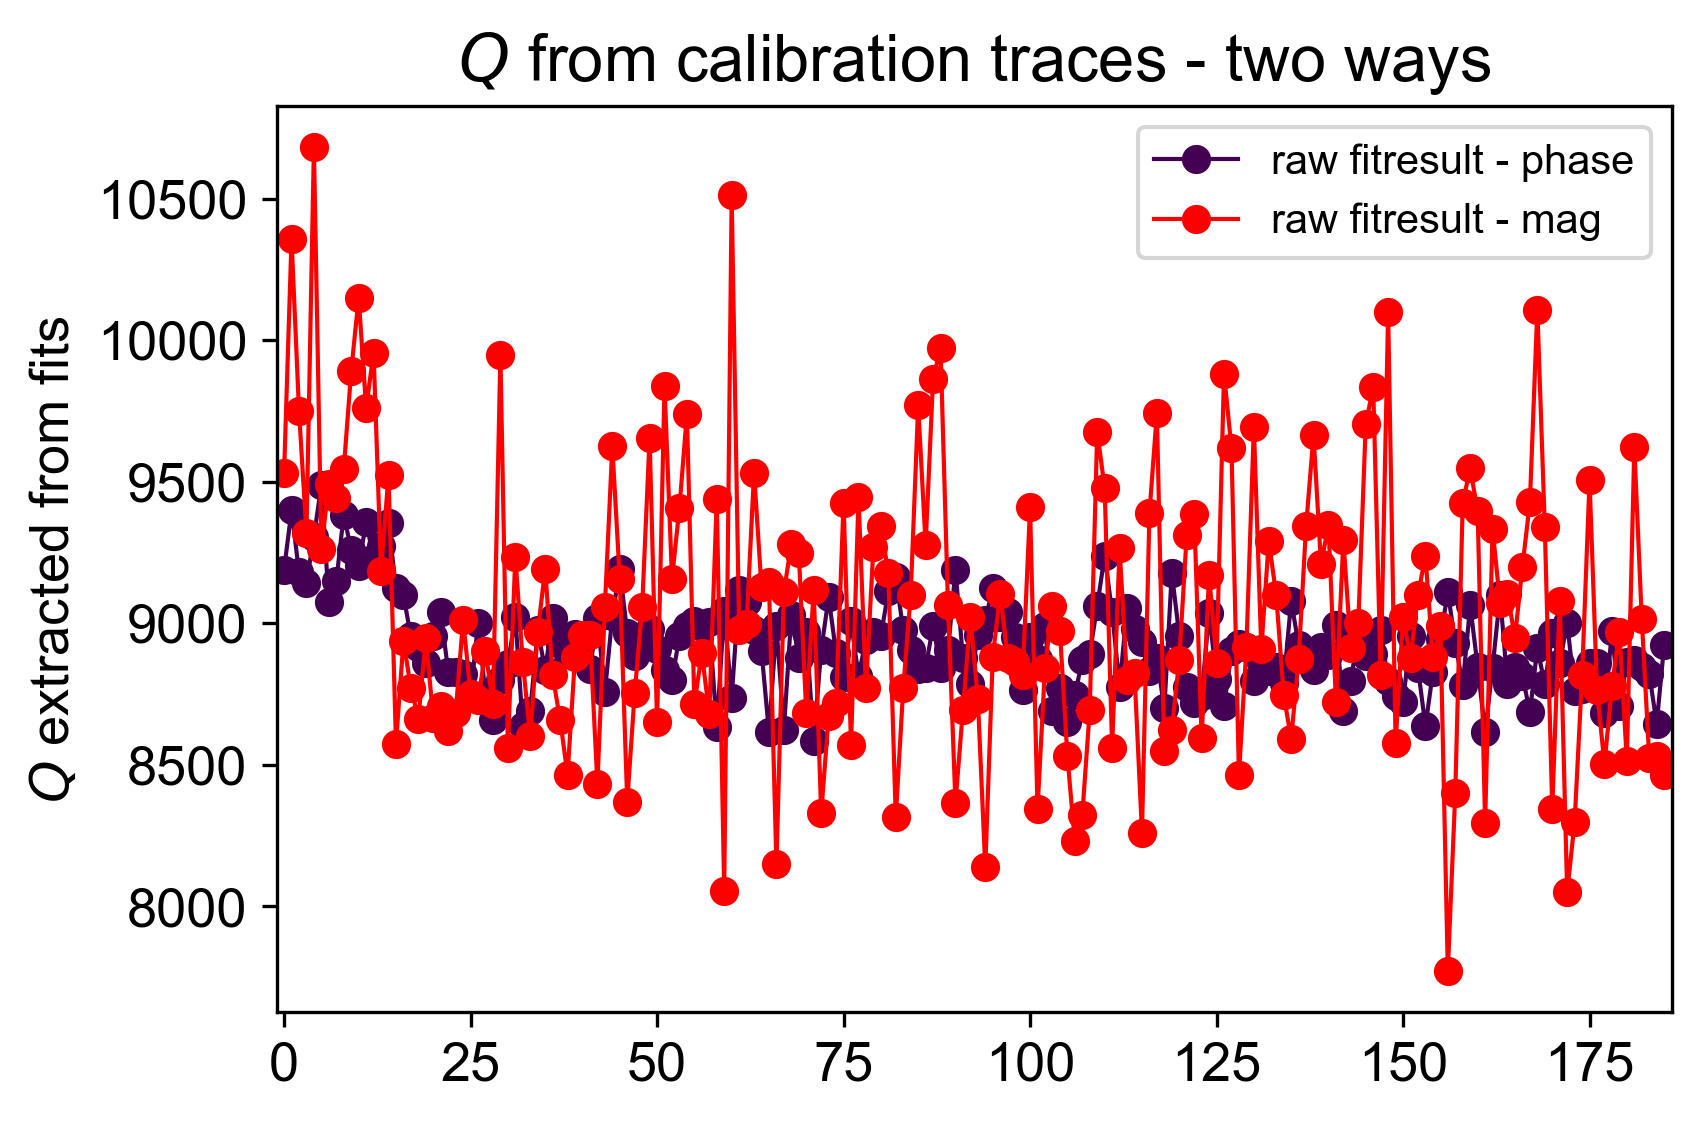 Q from calibration traces - two ways
raw fitresult - phase
raw fitresult - mag
Q extracted from fits
10500
10000
9500
9000
8500
8000
0 25 50 75 100 125 150 175